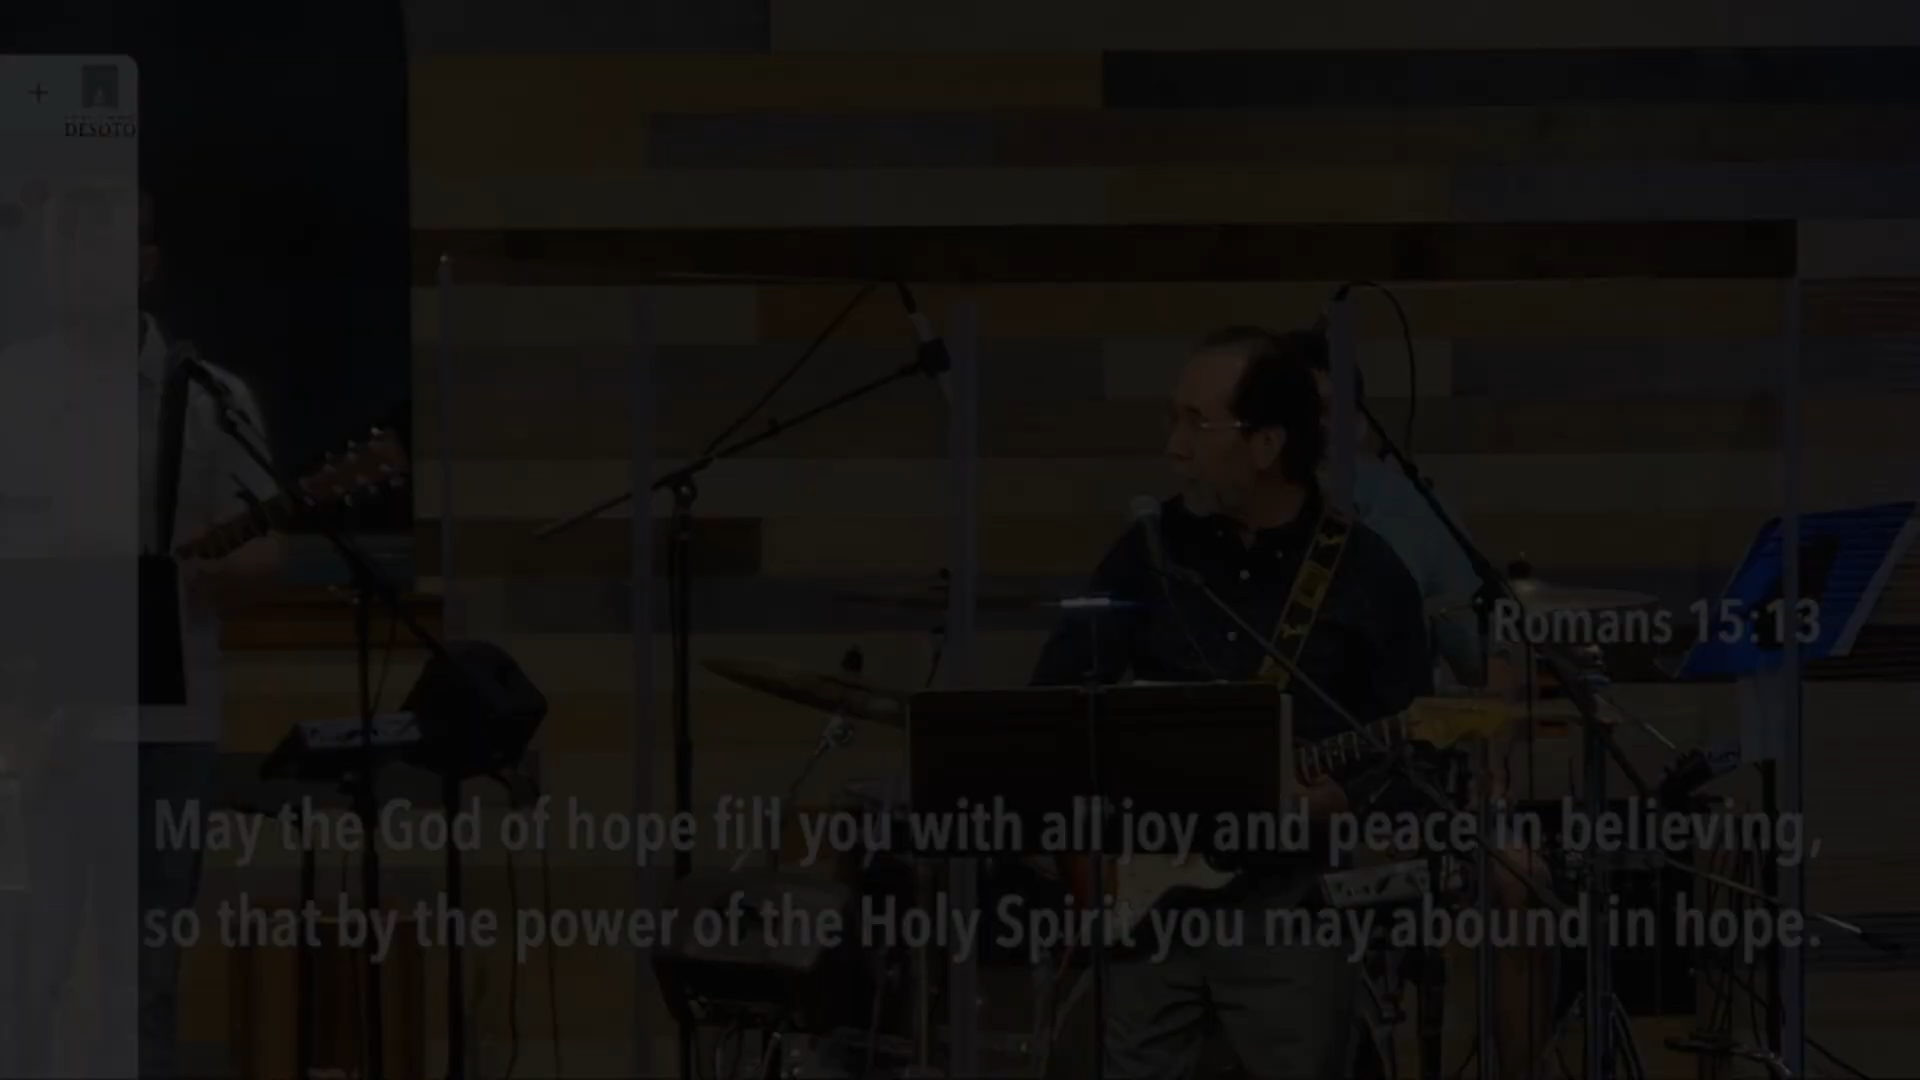 +
DESOTO
Romans 15:13
May the God of hope fill you with all joy and peace in believing,
so that by the power of the Holy Spirit you may abound in hope.